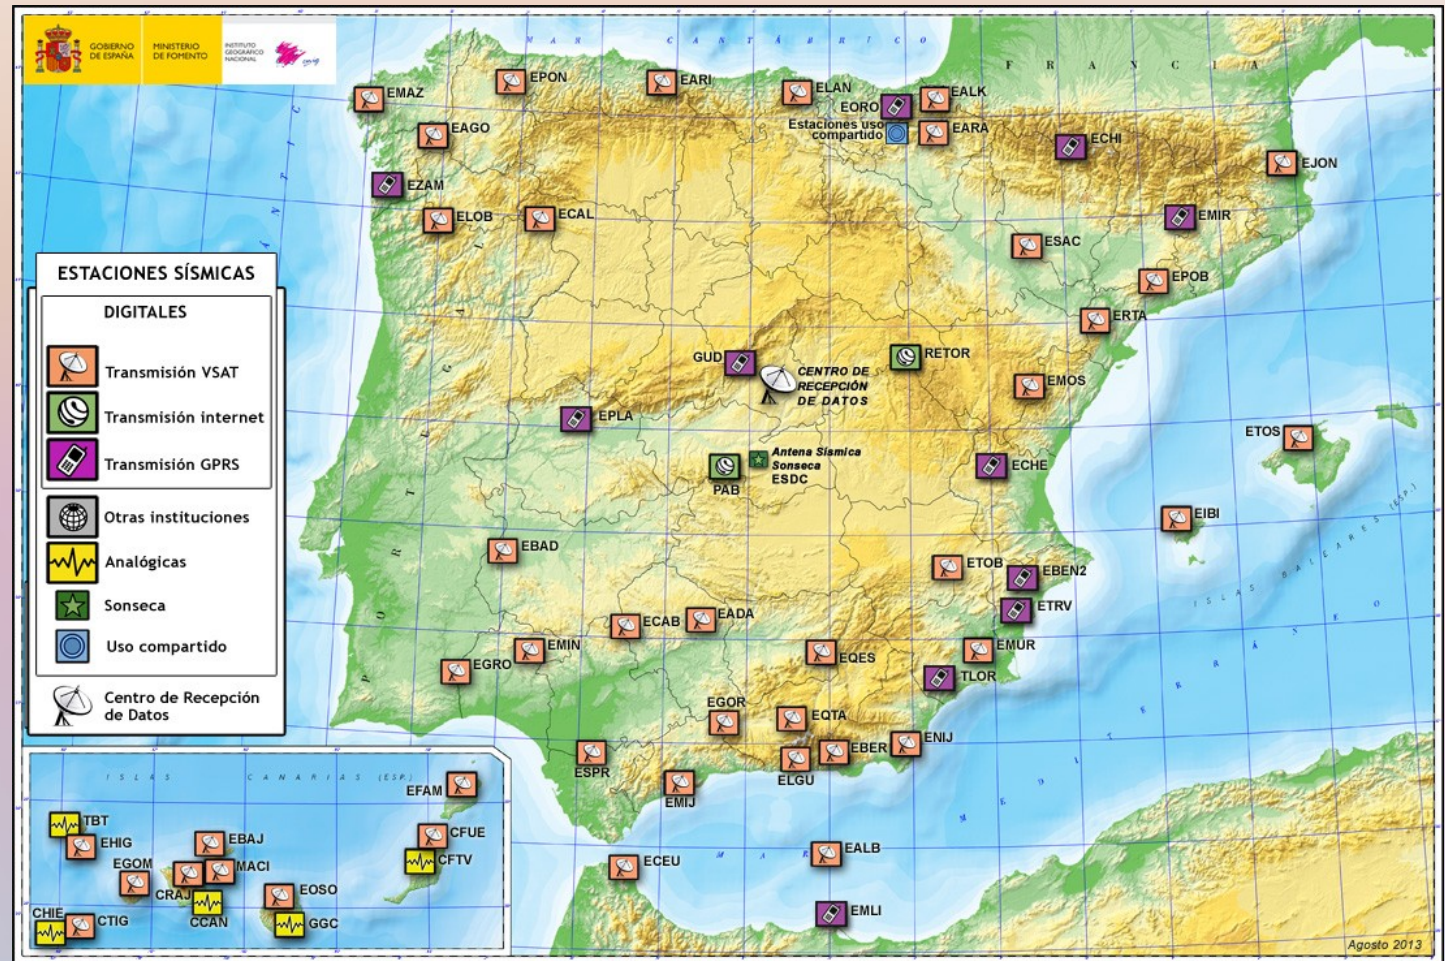 GOBIERNO
DE ESPAÑA
MINISTERIO
DE FOMENTO
INSTITUTO
GEOGRÁFICO
NACIONAL
MAR CANTÁBRICO
FRANCIA
EMAZ
EPON
EARI
ELAN
EORO
EALK
EAGO
Estaciones uso
compartido
EARA
ECHI
EJON
EZAM
ELOB
ECAL
EMIR
ESAC
EPOB
ERTA
GUD
CENTRO DE
RECEPCIÓN
DE DATOS
RETOR
EMOS
EPLA
ETOS
Antena Sísmica
Sonseca
ESDC
PAB
ECHE
EIBI
EBAD
ETOB
EBEN2
ETRV
ECAB
EADA
EMIN
EQES
EMUR
EGRO
TLOR
EGOR
EQTA
ENIJ
EBER
ESPR
ELGU
EMIJ
ECEU
EALB
EMLI
PORTUGAL
ISLAS BALEARES (ESP.)
MAR MEDITERRÁNEO
ESTACIONES SÍSMICAS
DIGITALES
Transmisión VSAT
Transmisión internet
Transmisión GPRS
Otras instituciones
Analógicas
Sonseca
Uso compartido
Centro de Recepción
de Datos
ISLAS CANARIAS (ESP.)
EFAM
TBT
EHIG
EBAJ
CFUE
CFTV
EGOM
MACI
CRAJ
EOSO
CHIE
CTIG
CCAN
GGC
Agosto 2013